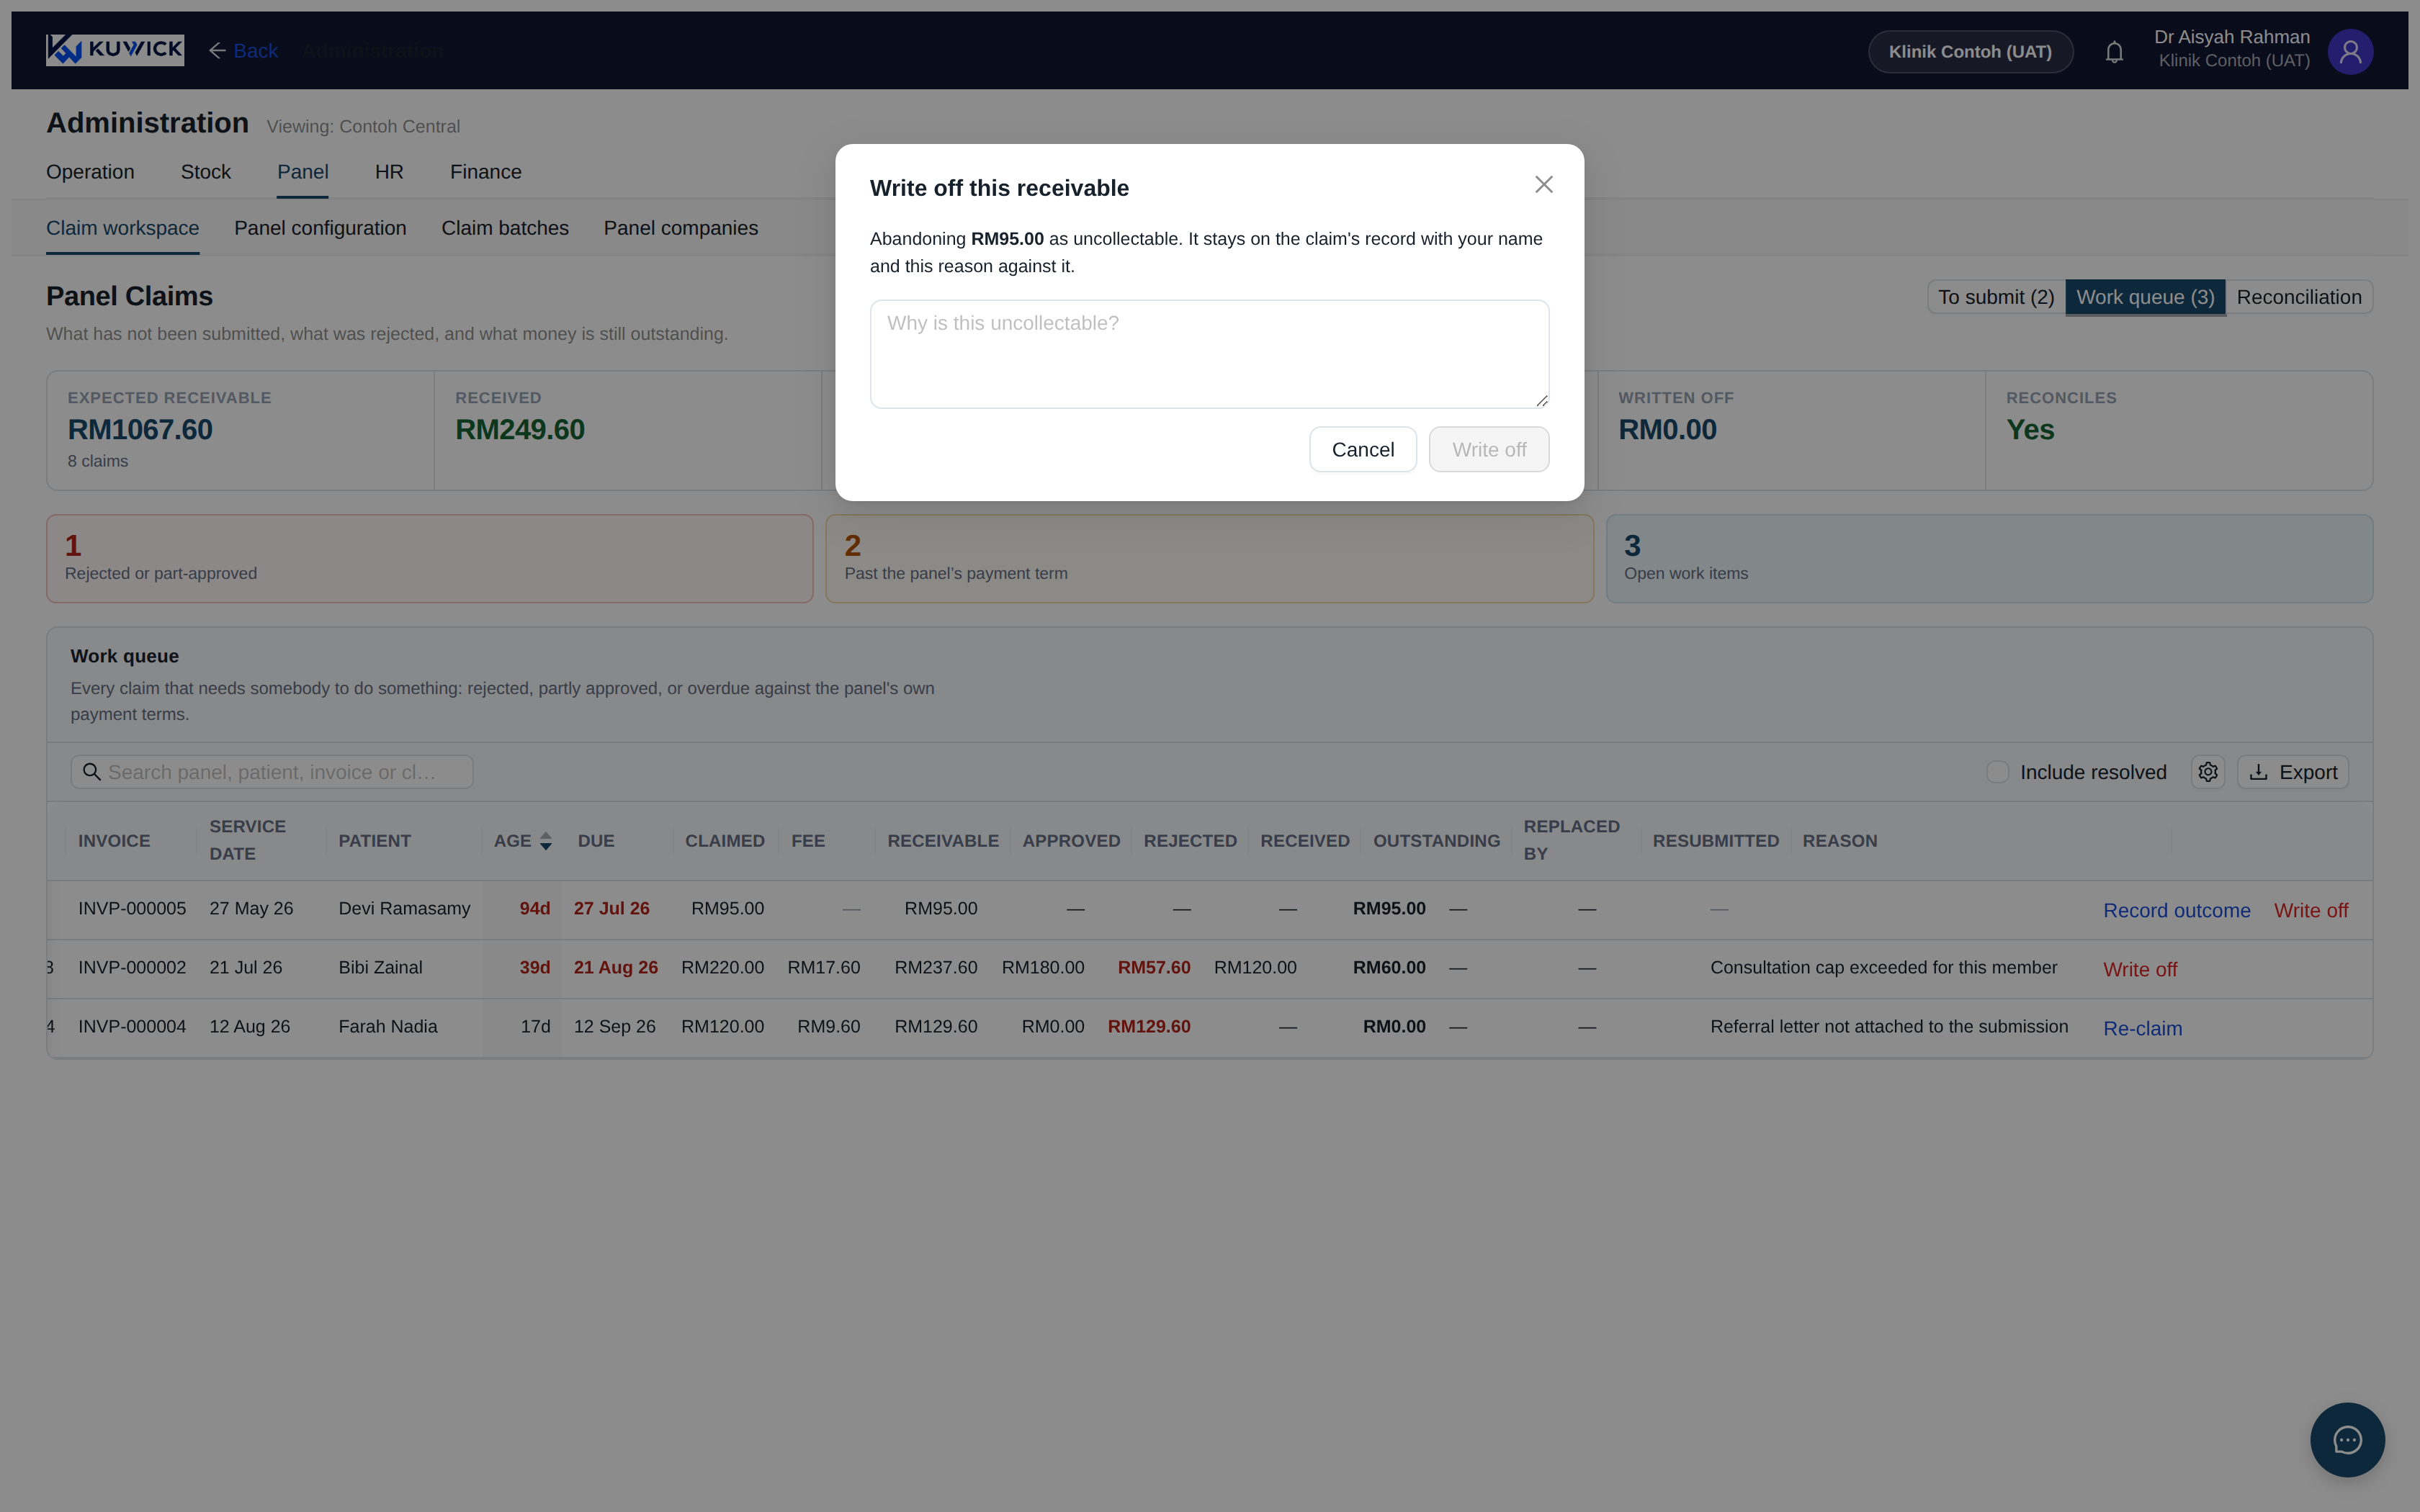 KUWICK
Back
Administration
Klinik Contoh (UAT)
Dr Aisyah Rahman
Klinik Contoh (UAT)
Administration
Viewing: Contoh Central
Operation
Stock
Panel
HR
Finance
Claim workspace
Panel configuration
Claim batches
Panel companies
Write off this receivable
Abandoning RM95.00 as uncollectable. It stays on the claim's record with your name
and this reason against it.
Why is this uncollectable?
Cancel
Write off
Panel Claims
What has not been submitted, what was rejected, and what money is still outstanding.
To submit (2)
Work queue (3)
Reconciliation
EXPECTED RECEIVABLE
RM1067.60
8 claims
RECEIVED
RM249.60
WRITTEN OFF
RM0.00
RECONCILES
Yes
1
Rejected or part-approved
2
Past the panel’s payment term
3
Open work items
Work queue
Every claim that needs somebody to do something: rejected, partly approved, or overdue against the panel's own
payment terms.
Search panel, patient, invoice or cl…
Include resolved
Export
INVOICE SERVICE DATE PATIENT AGE DUE CLAIMED FEE RECEIVABLE APPROVED REJECTED RECEIVED OUTSTANDING REPLACED BY RESUBMITTED REASON
INVP-000005 27 May 26 Devi Ramasamy 94d 27 Jul 26 RM95.00 — RM95.00 — — — RM95.00 — — — Record outcome Write off
3 INVP-000002 21 Jul 26 Bibi Zainal 39d 21 Aug 26 RM220.00 RM17.60 RM237.60 RM180.00 RM57.60 RM120.00 RM60.00 — — Consultation cap exceeded for this member Write off
4 INVP-000004 12 Aug 26 Farah Nadia 17d 12 Sep 26 RM120.00 RM9.60 RM129.60 RM0.00 RM129.60 — RM0.00 — — Referral letter not attached to the submission Re-claim